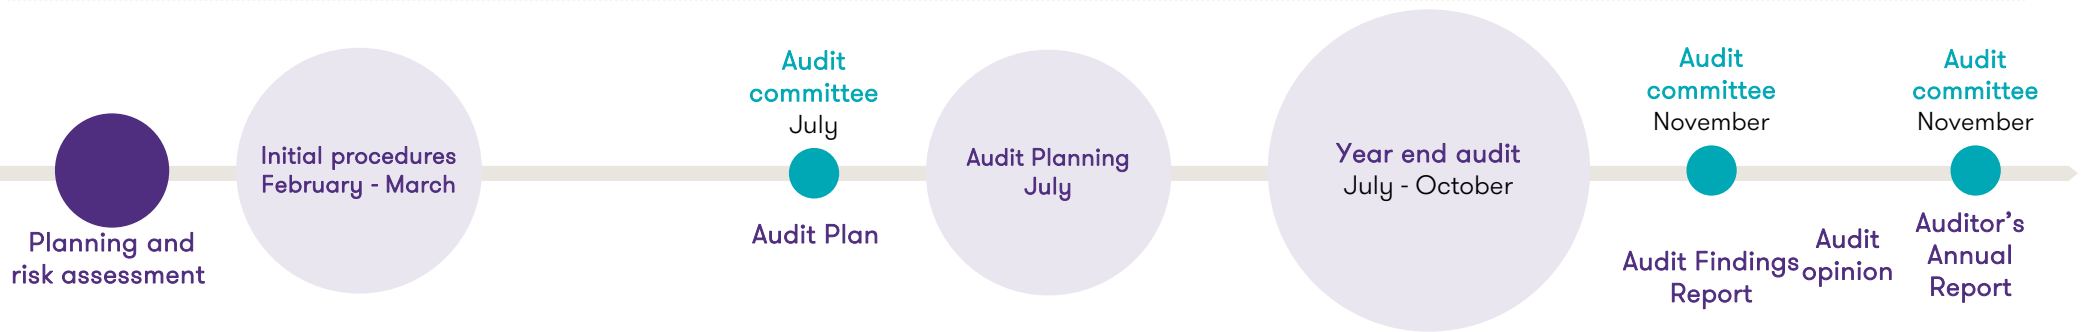 Planning and
risk assessment
Initial procedures
February - March
Audit
committee
July
Audit Plan
Audit Planning
July
Year end audit
July - October
Audit
committee
November
Audit Findings
Report
Audit
opinion
Audit
committee
November
Auditor’s
Annual
Report